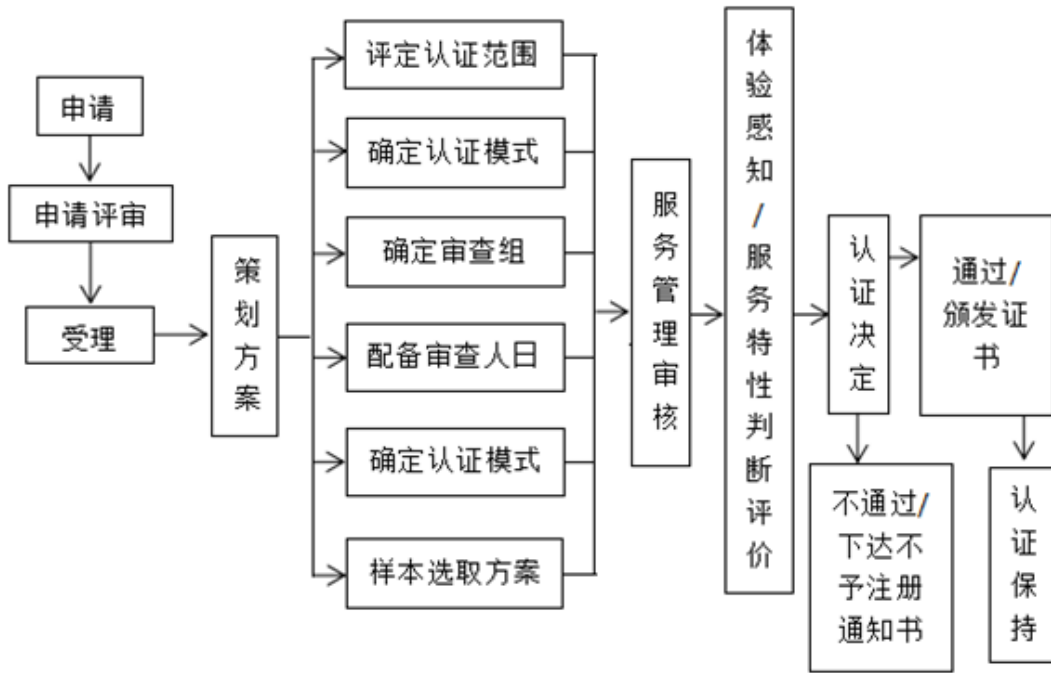 申请
申请评审
受理
策划方案
评定认证范围
确定认证模式
确定审查组
配备审查人日
确定认证模式
样本选取方案
服务管理审核
体验感知/服务特性判断评价
认证决定
通过/
颁发证
书
不通过/
下达不
予注册
通知书
认证保持